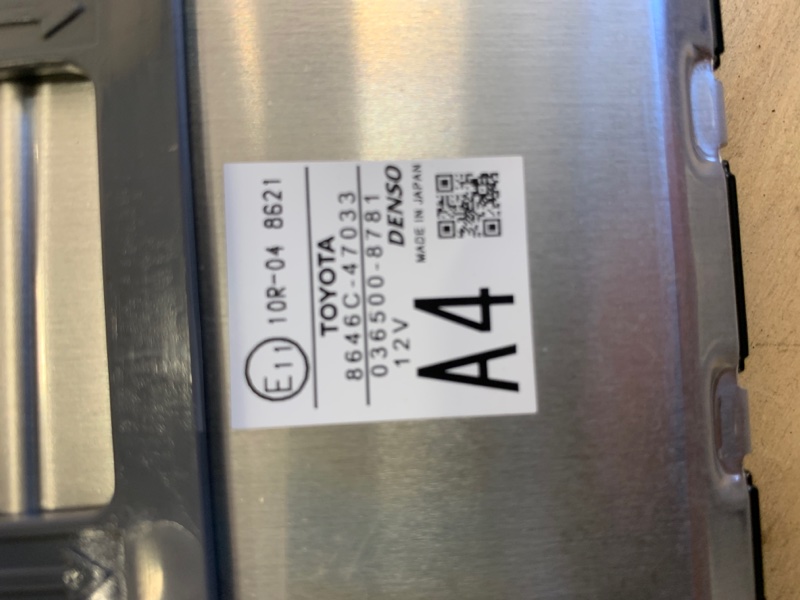 E11 10R-04 8621
TOYOTA
8646C-47033
036500-8781
12V DENSO
MADE IN JAPAN
A4